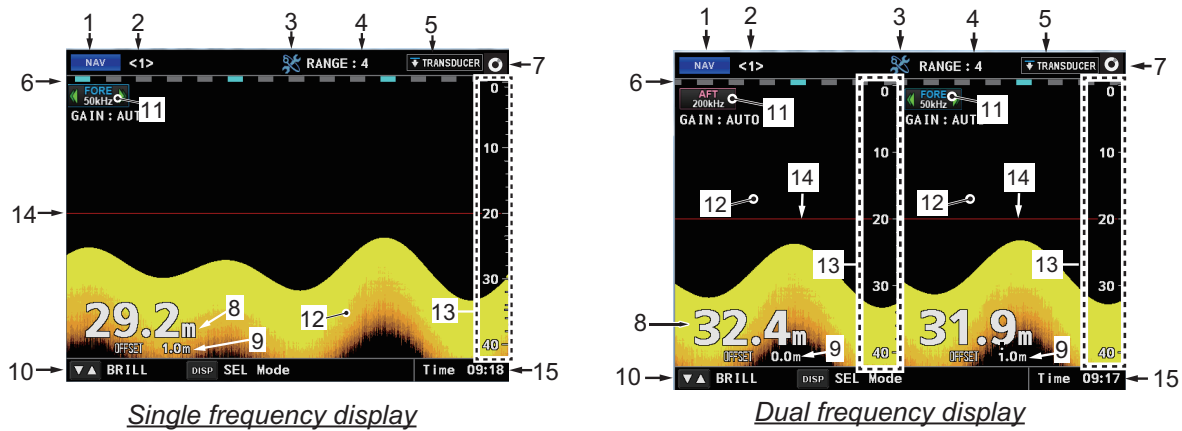 1 2 3 4 5
NAV <1> RANGE : 4 TRANSDUCER 7
6
0
FORE
50kHz 11
GAIN : AUT
10
14 20
30
8 12 13
29.2m
OFFSET 1.0m 9
40
10 ▼▲ BRILL DISP SEL Mode Time 09:18 15
Single frequency display
1 2 3 4 5
NAV <1> RANGE : 4 TRANSDUCER 7
6
0 0
AFT
200kHz 11 FORE
50kHz 11
GAIN : AUTO GAIN : AUT
10 10
12 14 12 14
20 20
13 13
30 30
8 32.4m 31.9m
OFFSET 0.0m 9 OFFSET 1.0m 9
40 40
10 ▼▲ BRILL DISP SEL Mode Time 09:17 15
Dual frequency display